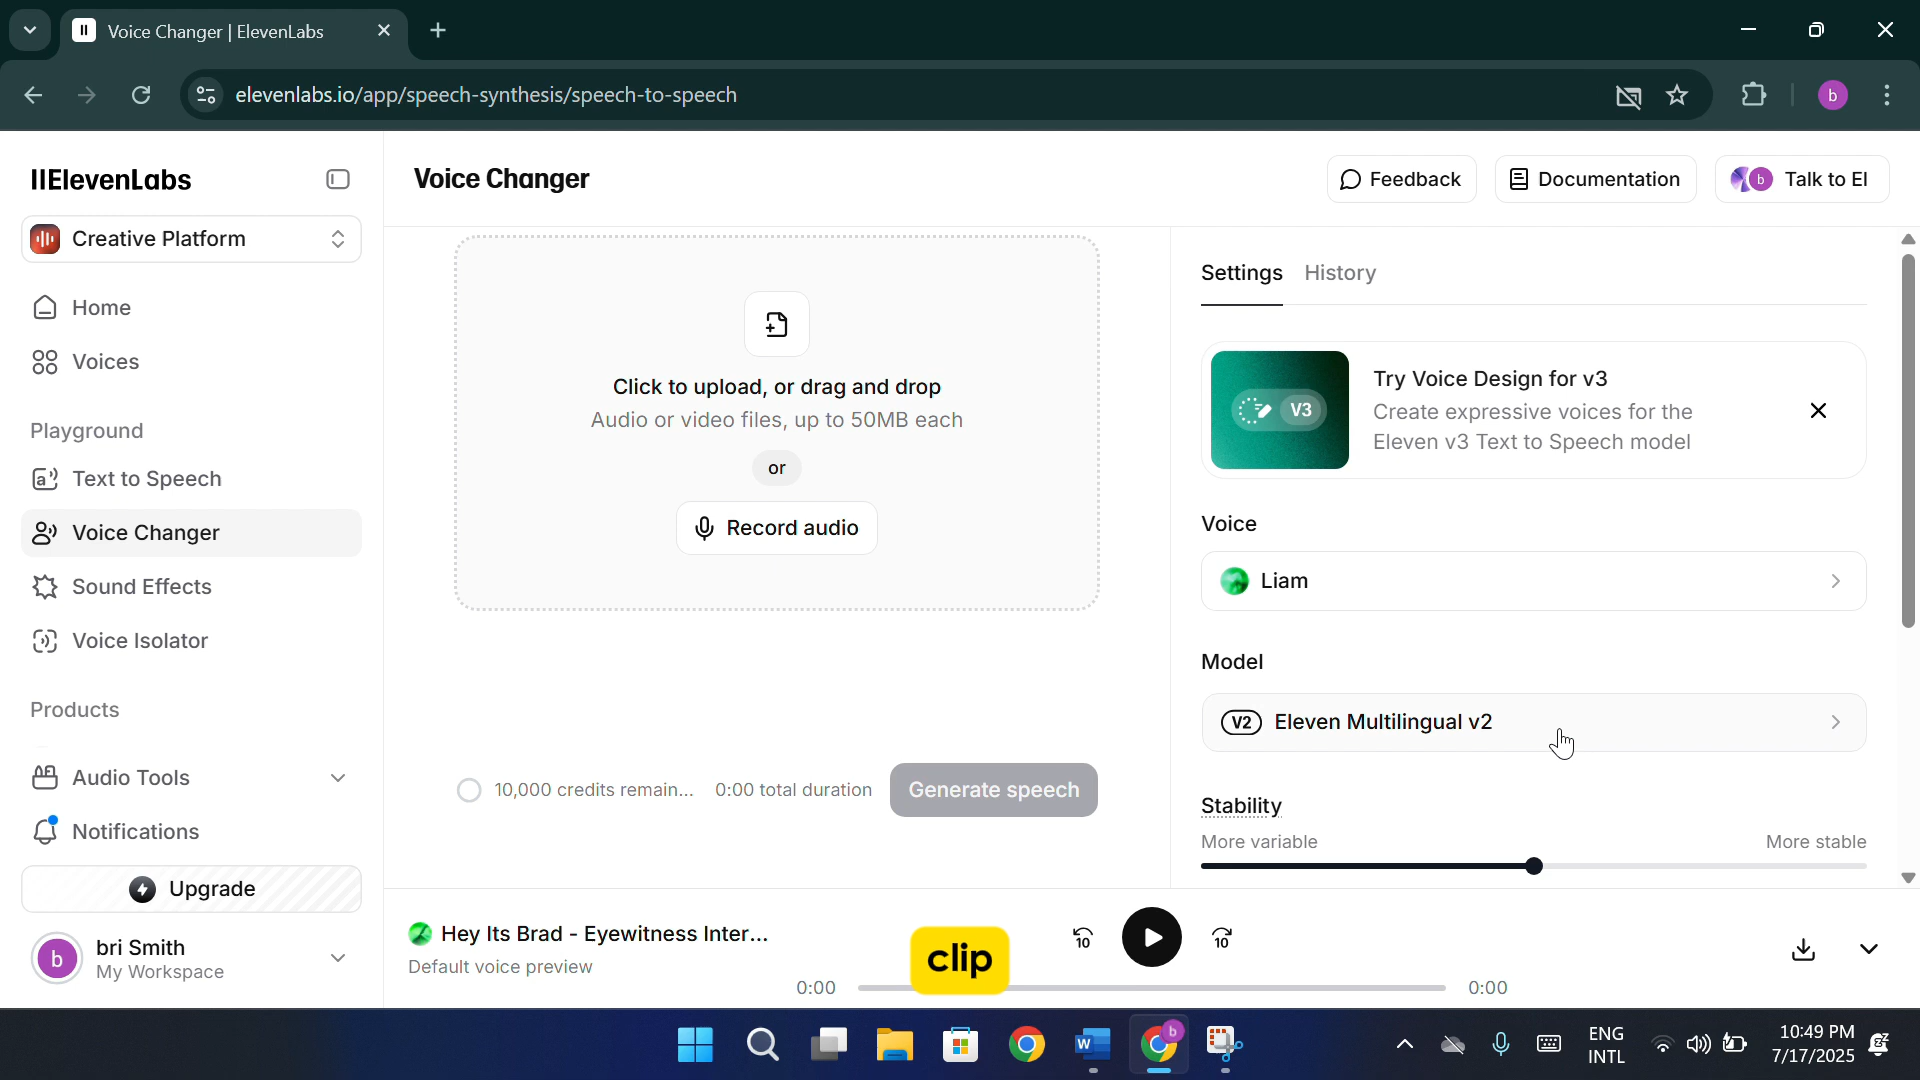 Voice Changer | ElevenLabs
elevenlabs.io/app/speech-synthesis/speech-to-speech
b
IIElevenLabs
Creative Platform
Home
Voices
Playground
Text to Speech
Voice Changer
Sound Effects
Voice Isolator
Products
Audio Tools
Notifications
Upgrade
b
bri Smith
My Workspace
Voice Changer
Feedback
Documentation
b
Talk to El
Click to upload, or drag and drop
Audio or video files, up to 50MB each
or
Record audio
10,000 credits remain...
0:00 total duration
Generate speech
Settings
History
V3
Try Voice Design for v3
Create expressive voices for the
Eleven v3 Text to Speech model
Voice
Liam
Model
V2
Eleven Multilingual v2
Stability
More variable
More stable
Hey Its Brad - Eyewitness Inter...
Default voice preview
10
10
0:00
0:00
clip
W
b
ENG
INTL
10:49 PM
7/17/2025